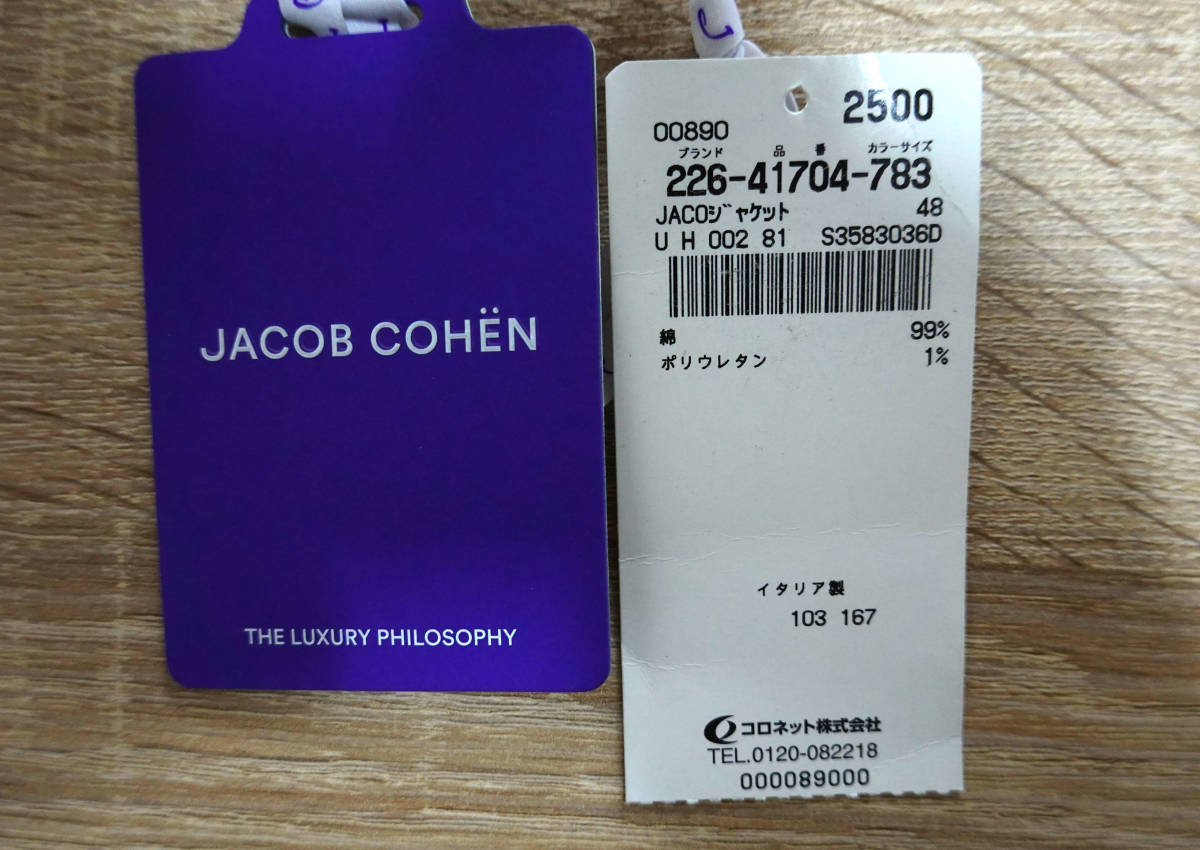 JACOB COHËN
THE LUXURY PHILOSOPHY
J
2500
00890
ブランド 品番 カラーサイズ
226-41704-783
JACOジャケット 48
U H 002 81 S3583036D
綿 99%
ポリウレタン 1%
イタリア製
103 167
コロネット株式会社
TEL.0120-082218
000089000